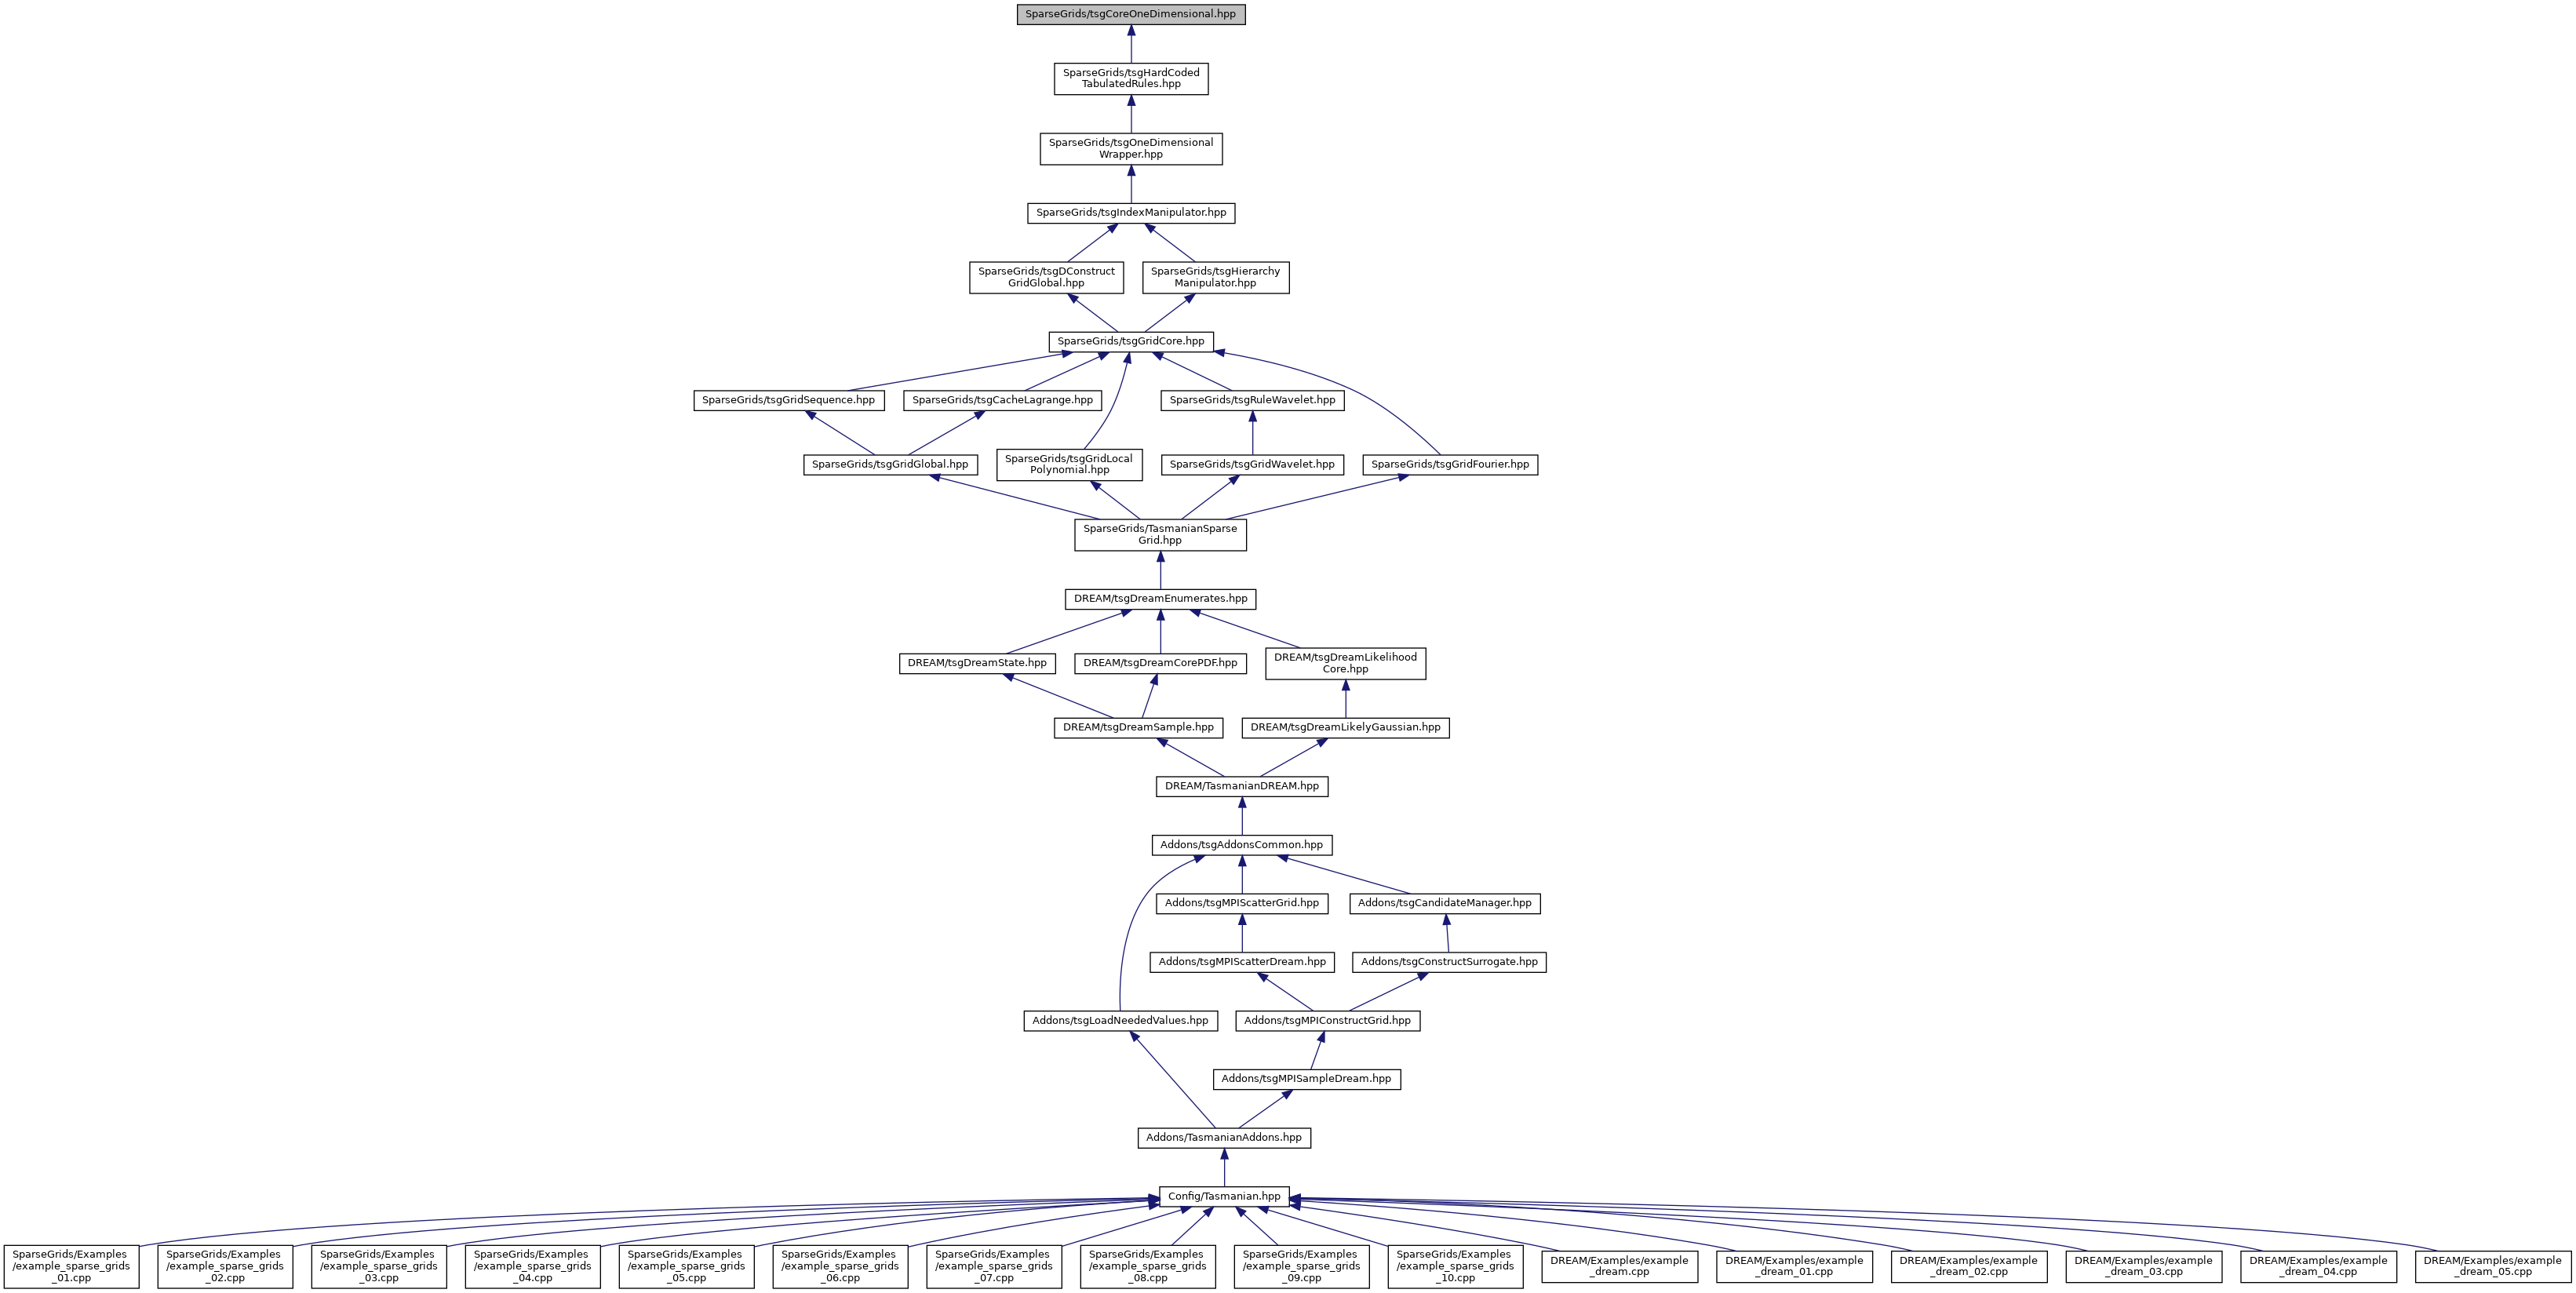 SparseGrids/tsgCoreOneDimensional.hpp
SparseGrids/tsgHardCoded
TabulatedRules.hpp
SparseGrids/tsgOneDimensional
Wrapper.hpp
SparseGrids/tsgIndexManipulator.hpp
SparseGrids/tsgDConstruct
GridGlobal.hpp
SparseGrids/tsgHierarchy
Manipulator.hpp
SparseGrids/tsgGridCore.hpp
SparseGrids/tsgGridSequence.hpp
SparseGrids/tsgCacheLagrange.hpp
SparseGrids/tsgRuleWavelet.hpp
SparseGrids/tsgGridGlobal.hpp
SparseGrids/tsgGridLocal
Polynomial.hpp
SparseGrids/tsgGridWavelet.hpp
SparseGrids/tsgGridFourier.hpp
SparseGrids/TasmanianSparse
Grid.hpp
DREAM/tsgDreamEnumerates.hpp
DREAM/tsgDreamState.hpp
DREAM/tsgDreamCorePDF.hpp
DREAM/tsgDreamLikelihood
Core.hpp
DREAM/tsgDreamSample.hpp
DREAM/tsgDreamLikelyGaussian.hpp
DREAM/TasmanianDREAM.hpp
Addons/tsgAddonsCommon.hpp
Addons/tsgMPIScatterGrid.hpp
Addons/tsgCandidateManager.hpp
Addons/tsgMPIScatterDream.hpp
Addons/tsgConstructSurrogate.hpp
Addons/tsgLoadNeededValues.hpp
Addons/tsgMPIConstructGrid.hpp
Addons/tsgMPISampleDream.hpp
Addons/TasmanianAddons.hpp
Config/Tasmanian.hpp
SparseGrids/Examples
/example_sparse_grids
_01.cpp
SparseGrids/Examples
/example_sparse_grids
_02.cpp
SparseGrids/Examples
/example_sparse_grids
_03.cpp
SparseGrids/Examples
/example_sparse_grids
_04.cpp
SparseGrids/Examples
/example_sparse_grids
_05.cpp
SparseGrids/Examples
/example_sparse_grids
_06.cpp
SparseGrids/Examples
/example_sparse_grids
_07.cpp
SparseGrids/Examples
/example_sparse_grids
_08.cpp
SparseGrids/Examples
/example_sparse_grids
_09.cpp
SparseGrids/Examples
/example_sparse_grids
_10.cpp
DREAM/Examples/example
_dream.cpp
DREAM/Examples/example
_dream_01.cpp
DREAM/Examples/example
_dream_02.cpp
DREAM/Examples/example
_dream_03.cpp
DREAM/Examples/example
_dream_04.cpp
DREAM/Examples/example
_dream_05.cpp